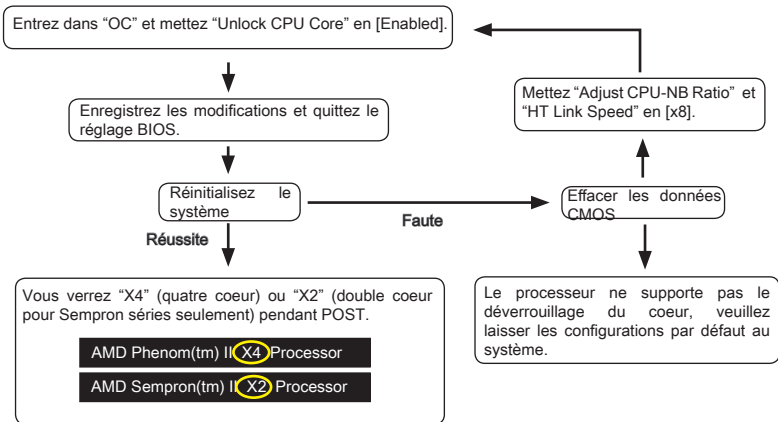 Entrez dans “OC” et mettez “Unlock CPU Core” en [Enabled].
Enregistrez les modifications et quittez le
réglage BIOS.
Réinitialisez le
système
Réussite
Faute
Vous verrez “X4” (quatre coeur) ou “X2” (double coeur
pour Sempron séries seulement) pendant POST.
AMD Phenom(tm) II X4 Processor
AMD Sempron(tm) II X2 Processor
Mettez “Adjust CPU-NB Ratio” et
“HT Link Speed” en [x8].
Effacer les données
CMOS
Le processeur ne supporte pas le
déverrouillage du coeur, veuillez
laisser les configurations par défaut au
système.